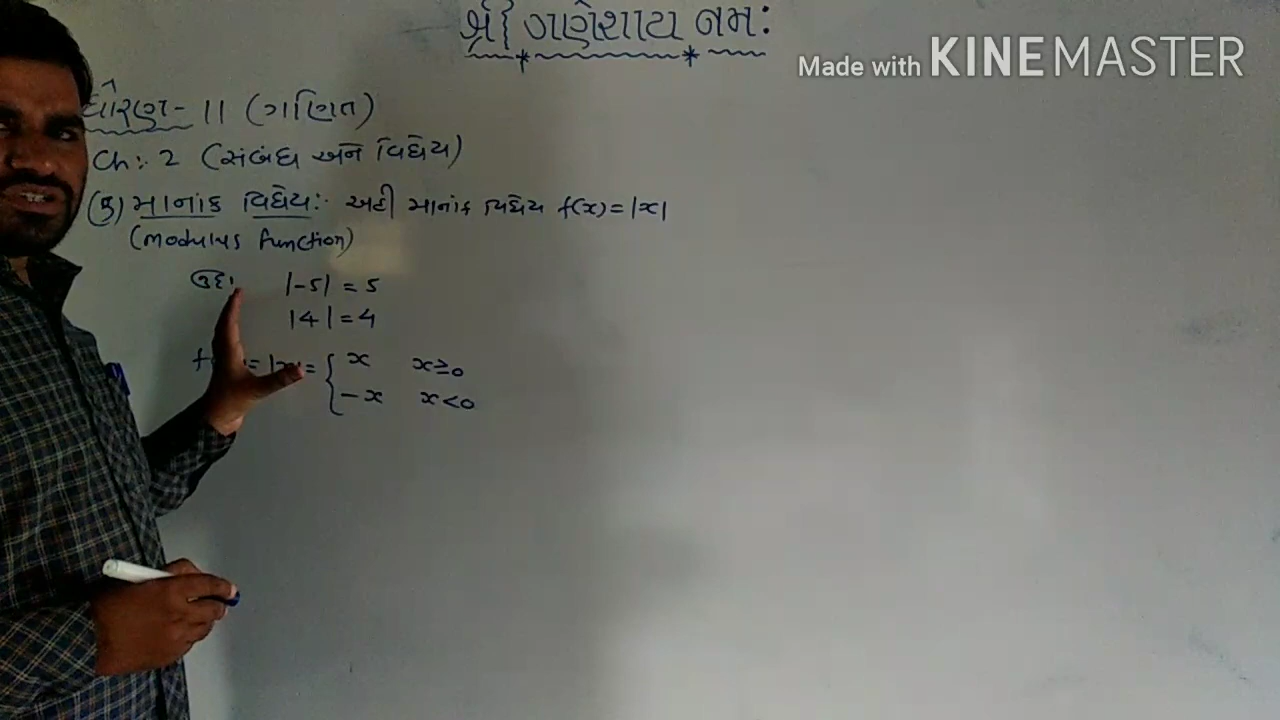 શ્રી ગણેશાય નમઃ
Made with KINEMASTER
ધોરણ - 11 (ગણિત)
Ch: 2 (સંબંધ અને વિધેય)
માનાંક વિધેય: અહી માનાંક વિધેય f(x) = |x|
(modulus function)
ઉદા. |-5| = 5
|4| = 4
= { x x ≥ 0
-x x < 0